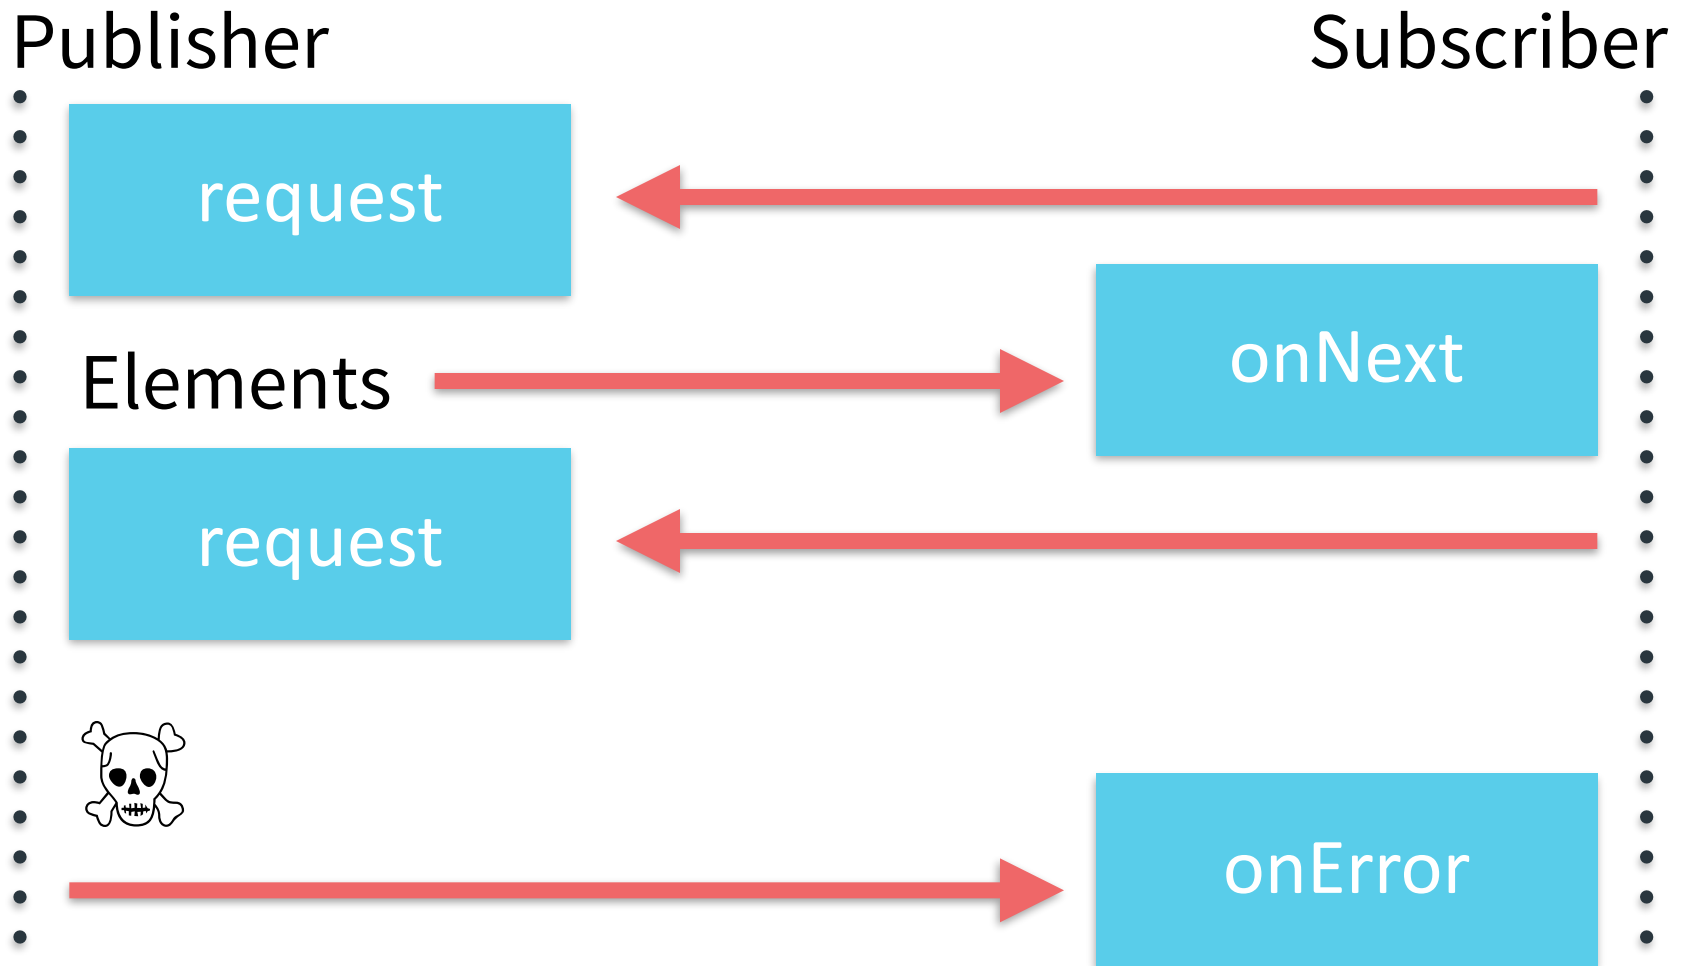 Publisher
Subscriber
request
onNext
Elements
request
onError